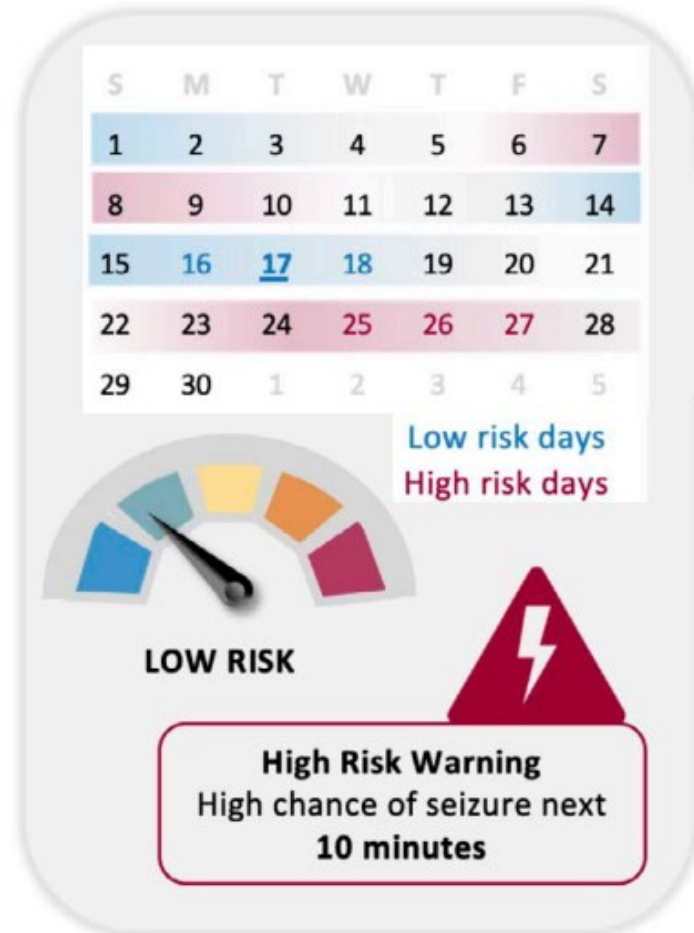 S M T W T F S
1 2 3 4 5 6 7
8 9 10 11 12 13 14
15 16 17 18 19 20 21
22 23 24 25 26 27 28
29 30 1 2 3 4 5
Low risk days
High risk days
LOW RISK
High Risk Warning
High chance of seizure next
10 minutes